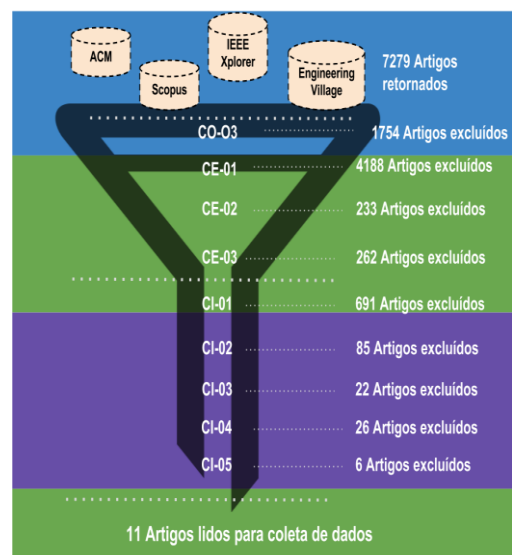 ACM
Scopus
IEEE
Xplorer
Engineering
Village
7279 Artigos
retornados
CO-O3 1754 Artigos excluídos
CE-01 4188 Artigos excluídos
CE-02 233 Artigos excluídos
CE-03 262 Artigos excluídos
CI-01 691 Artigos excluídos
CI-02 85 Artigos excluídos
CI-03 22 Artigos excluídos
CI-04 26 Artigos excluídos
CI-05 6 Artigos excluídos
11 Artigos lidos para coleta de dados